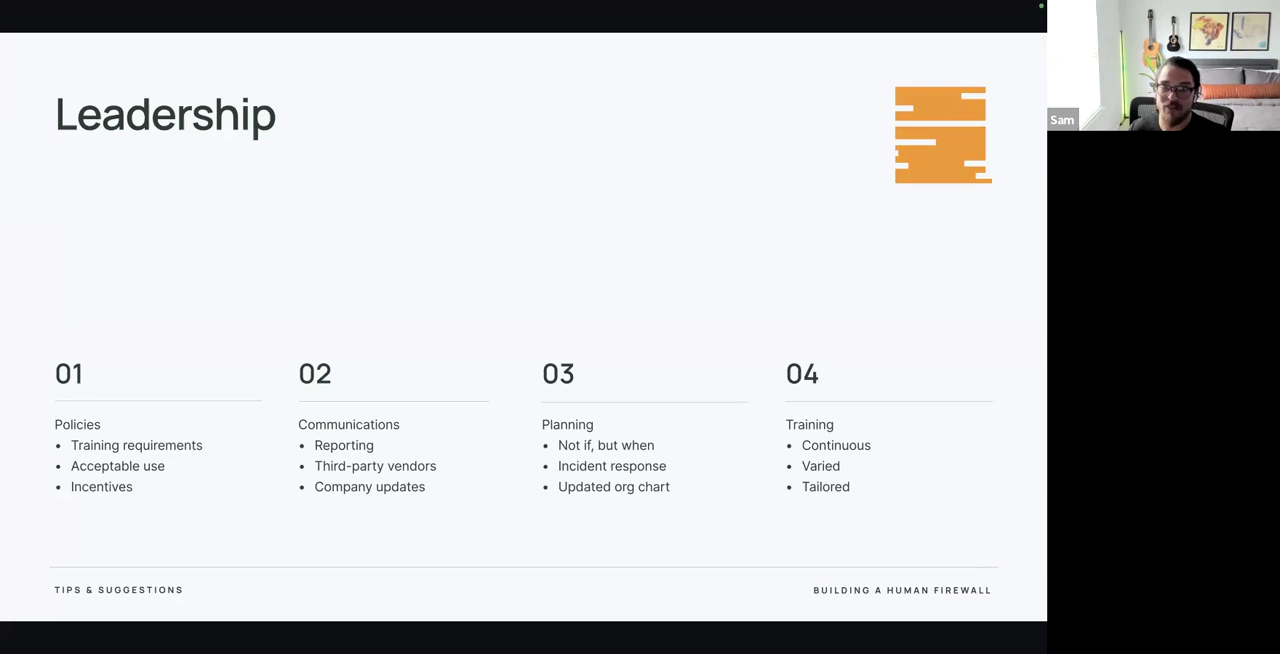 Leadership
Sam
01
Policies
• Training requirements
• Acceptable use
• Incentives
02
Communications
• Reporting
• Third-party vendors
• Company updates
03
Planning
• Not if, but when
• Incident response
• Updated org chart
04
Training
• Continuous
• Varied
• Tailored
TIPS & SUGGESTIONS
BUILDING A HUMAN FIREWALL